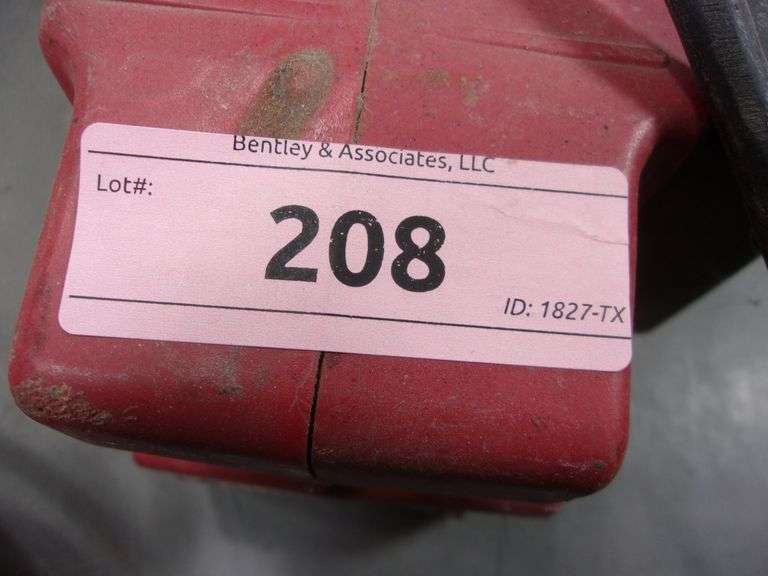 Bentley & Associates, LLC
Lot#:
208
ID: 1827-TX